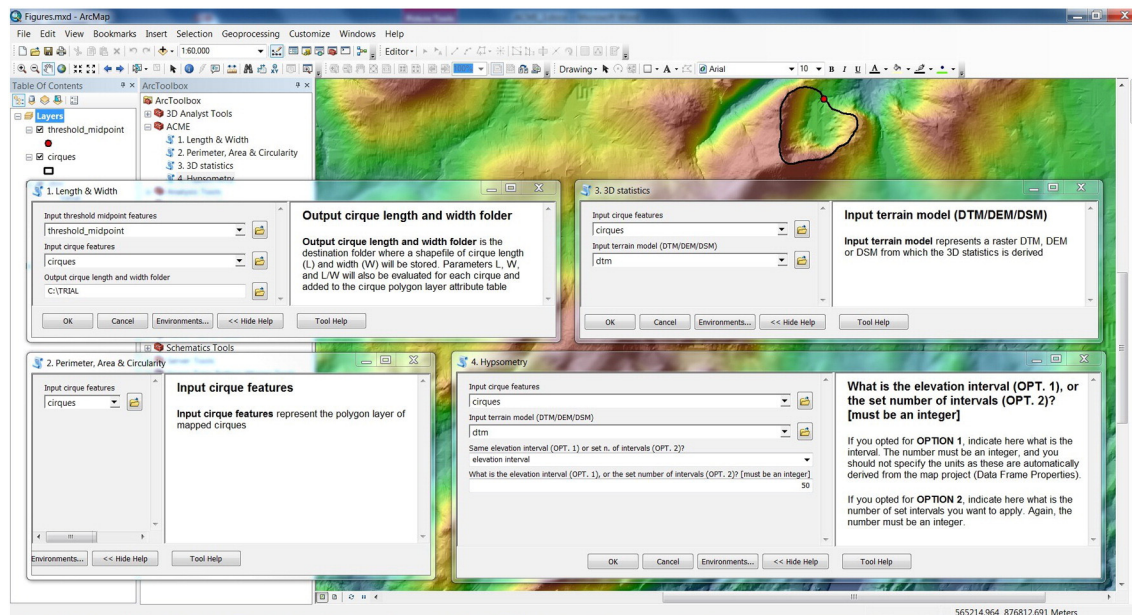 Figures.mxd - ArcMap
File Edit View Bookmarks Insert Selection Geoprocessing Customize Windows Help
1:60.000
Editor
100%
Drawing
Arial
10
B I U A
Table Of Contents
Layers
threshold_midpoint
cirques
ArcToolbox
ArcToolbox
3D Analyst Tools
ACME
1. Length & Width
2. Perimeter, Area & Circularity
3. 3D statistics
4. Hypsometry
Schematics Tools
1. Length & Width
Input threshold midpoint features
threshold_midpoint
Input cirque features
cirques
Output cirque length and width folder
C:\TRIAL
OK Cancel Environments... << Hide Help Tool Help
Output cirque length and width folder
Output cirque length and width folder is the
destination folder where a shapefile of cirque length
(L) and width (W) will be stored. Parameters L, W,
and L/W will also be evaluated for each cirque and
added to the cirque polygon layer attribute table
3. 3D statistics
Input cirque features
cirques
Input terrain model (DTM/DEM/DSM)
dtm
OK Cancel Environments... << Hide Help Tool Help
Input terrain model (DTM/DEM/DSM)
Input terrain model represents a raster DTM, DEM
or DSM from which the 3D statistics is derived
2. Perimeter, Area & Circularity
Input cirque features
cirques
Environments... << Hide Help Tool Help
Input cirque features
Input cirque features represent the polygon layer of
mapped cirques
4. Hypsometry
Input cirque features
cirques
Input terrain model (DTM/DEM/DSM)
dtm
Same elevation interval (OPT. 1) or set n. of intervals (OPT. 2)?
elevation interval
What is the elevation interval (OPT. 1), or the set number of intervals (OPT. 2)? [must be an integer]
50
OK Cancel Environments... << Hide Help Tool Help
What is the elevation interval (OPT. 1), or
the set number of intervals (OPT. 2)?
[must be an integer]
If you opted for OPTION 1, indicate here what is the
interval. The number must be an integer, and you
should not specify the units as these are automatically
derived from the map project (Data Frame Properties).
If you opted for OPTION 2, indicate here what is the
number of set intervals you want to apply. Again, the
number must be an integer.
565214,964 876812,691 Meters